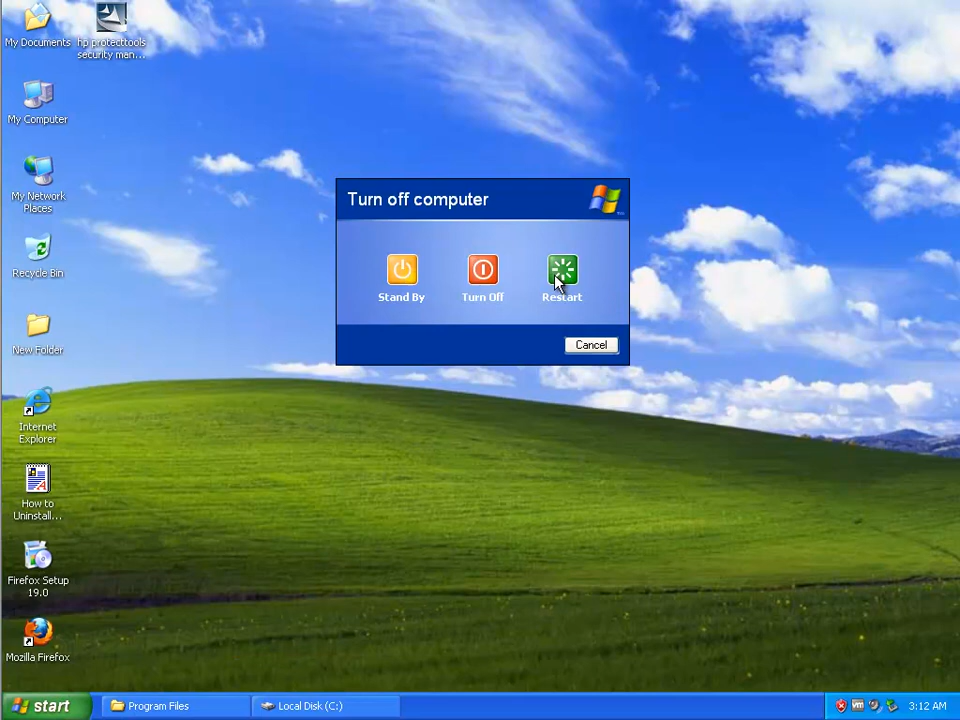 My Documents
hp protecttools
security man...
My Computer
My Network
Places
Recycle Bin
New Folder
Internet
Explorer
How to
Uninstall...
Firefox Setup
19.0
Mozilla Firefox
Turn off computer
Stand By
Turn Off
Restart
Cancel
start
Program Files
Local Disk (C:)
vm
3:12 AM